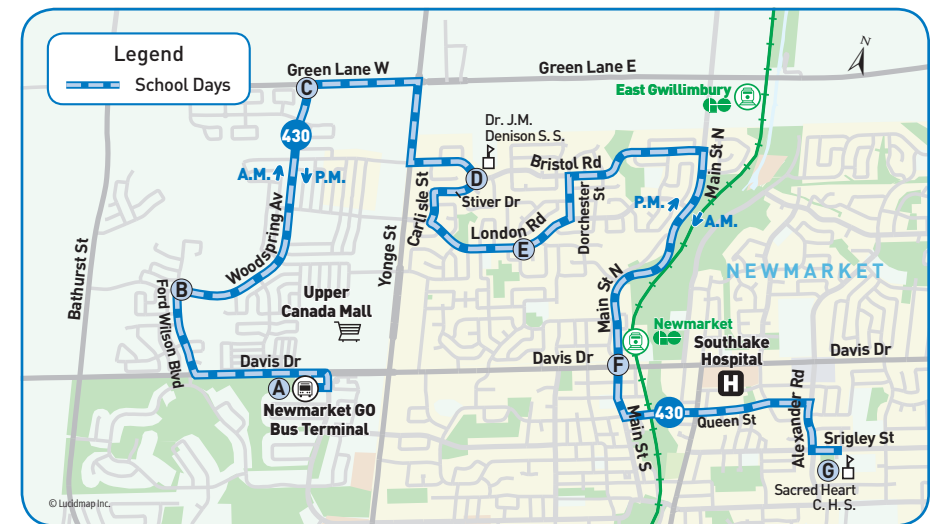 Legend
School Days
Green Lane W
Green Lane E
N
C
430
A.M.
P.M.
East Gwillimbury
Dr. J.M.
Denison S. S.
Bristol Rd
Main St N
D
Stiver Dr
Carlisle St
Dorchester
St
P.M.
A.M.
London Rd
E
Bathurst St
Woodspring Av
Yonge St
NEWMARKET
B
Ford Wilson Blvd
Upper
Canada Mall
Main St N
Newmarket
Southlake
Hospital
H
Davis Dr
Davis Dr
Davis Dr
F
A
Newmarket GO
Bus Terminal
Main St S
430
Queen St
Alexander Rd
Srigley St
G
Sacred Heart
C. H. S.
© Lucidmap Inc.